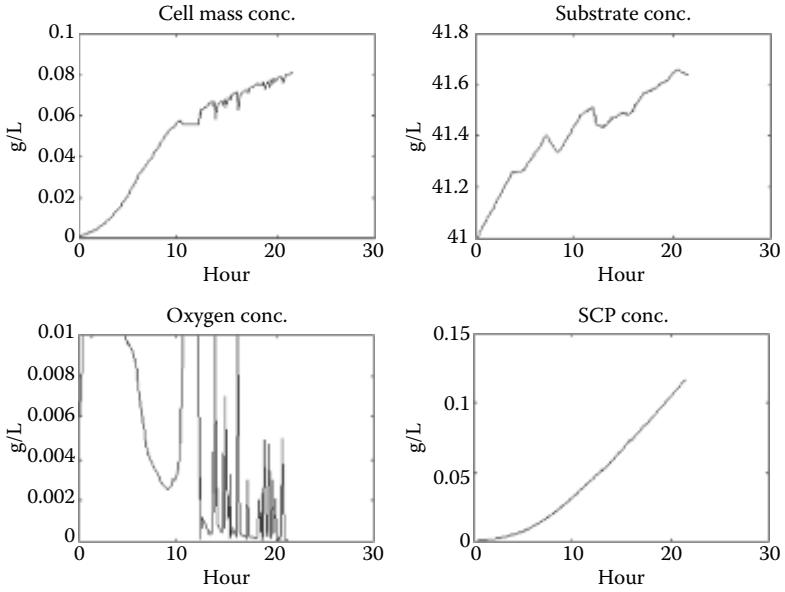 Cell mass conc.
0.1
0.08
0.06
0.04
0.02
0
g/L
0 10 20 30
Hour
Substrate conc.
41.8
41.6
41.4
41.2
41
g/L
0 10 20 30
Hour
Oxygen conc.
0.01
0.008
0.006
0.004
0.002
0
g/L
0 10 20 30
Hour
SCP conc.
0.15
0.1
0.05
0
g/L
0 10 20 30
Hour